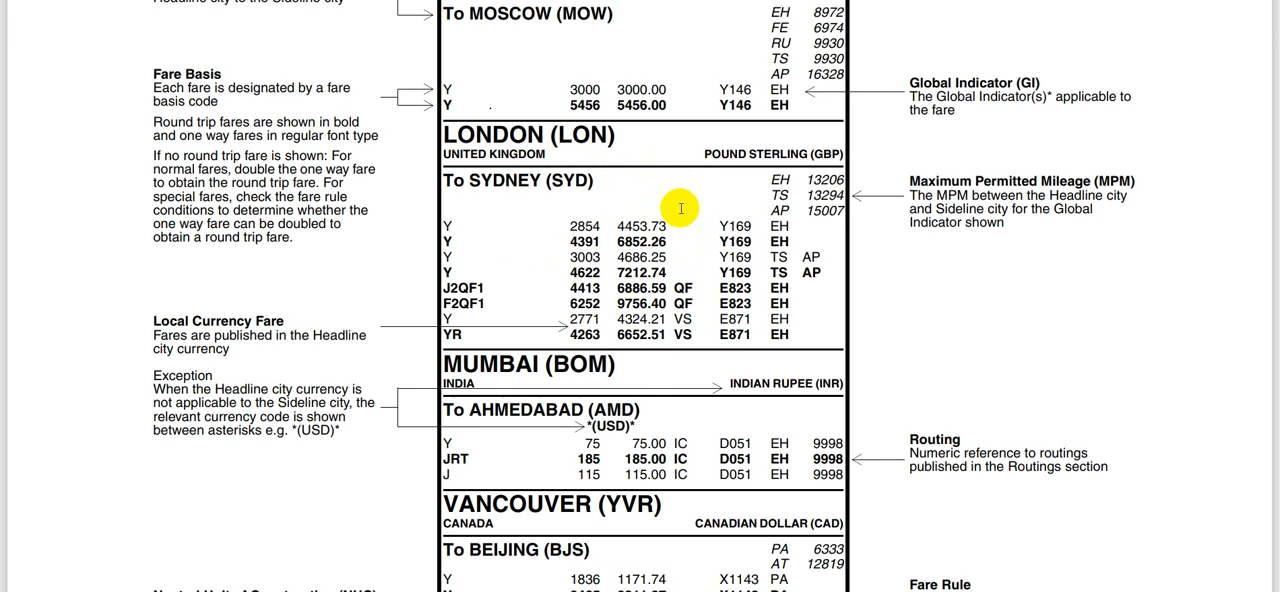 Headline city to the Sideline city
Fare Basis
Each fare is designated by a fare
basis code
Round trip fares are shown in bold
and one way fares in regular font type
If no round trip fare is shown: For
normal fares, double the one way fare
to obtain the round trip fare. For
special fares, check the fare rule
conditions to determine whether the
one way fare can be doubled to
obtain a round trip fare.
Local Currency Fare
Fares are published in the Headline
city currency
Exception
When the Headline city currency is
not applicable to the Sideline city, the
relevant currency code is shown
between asterisks e.g. *(USD)*
To MOSCOW (MOW) EH 8972
FE 6974
RU 9930
TS 9930
AP 16328
Y 3000 3000.00 Y146 EH
Y 5456 5456.00 Y146 EH
LONDON (LON)
UNITED KINGDOM POUND STERLING (GBP)
To SYDNEY (SYD) EH 13206
TS 13294
AP 15007
Y 2854 4453.73 Y169 EH
Y 4391 6852.26 Y169 EH
Y 3003 4686.25 Y169 TS AP
Y 4622 7212.74 Y169 TS AP
J2QF1 4413 6886.59 QF E823 EH
F2QF1 6252 9756.40 QF E823 EH
Y 2771 4324.21 VS E871 EH
YR 4263 6652.51 VS E871 EH
MUMBAI (BOM)
INDIA INDIAN RUPEE (INR)
To AHMEDABAD (AMD)
*(USD)*
Y 75 75.00 IC D051 EH 9998
JRT 185 185.00 IC D051 EH 9998
J 115 115.00 IC D051 EH 9998
VANCOUVER (YVR)
CANADA CANADIAN DOLLAR (CAD)
To BEIJING (BJS) PA 6333
AT 12819
Y 1836 1171.74 X1143 PA
Global Indicator (GI)
The Global Indicator(s)* applicable to
the fare
Maximum Permitted Mileage (MPM)
The MPM between the Headline city
and Sideline city for the Global
Indicator shown
Routing
Numeric reference to routings
published in the Routings section
Fare Rule